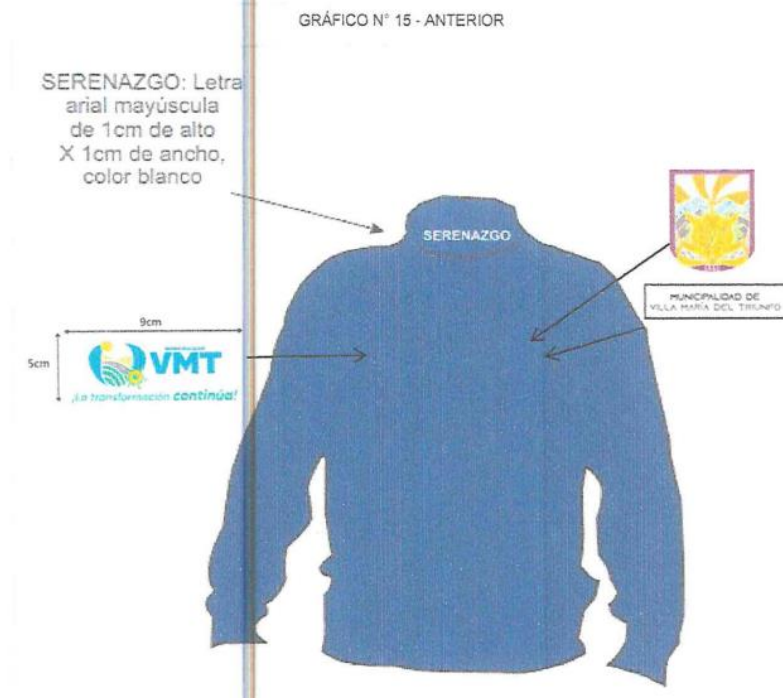 GRÁFICO N° 15 - ANTERIOR
SERENAZGO: Letra
arial mayúscula
de 1cm de alto
X 1cm de ancho,
color blanco
SERENAZGO
MUNICIPALIDAD DE
VILLA MARÍA DEL TRIUNFO
9cm
5cm
VMT
¡La transformación continúa!